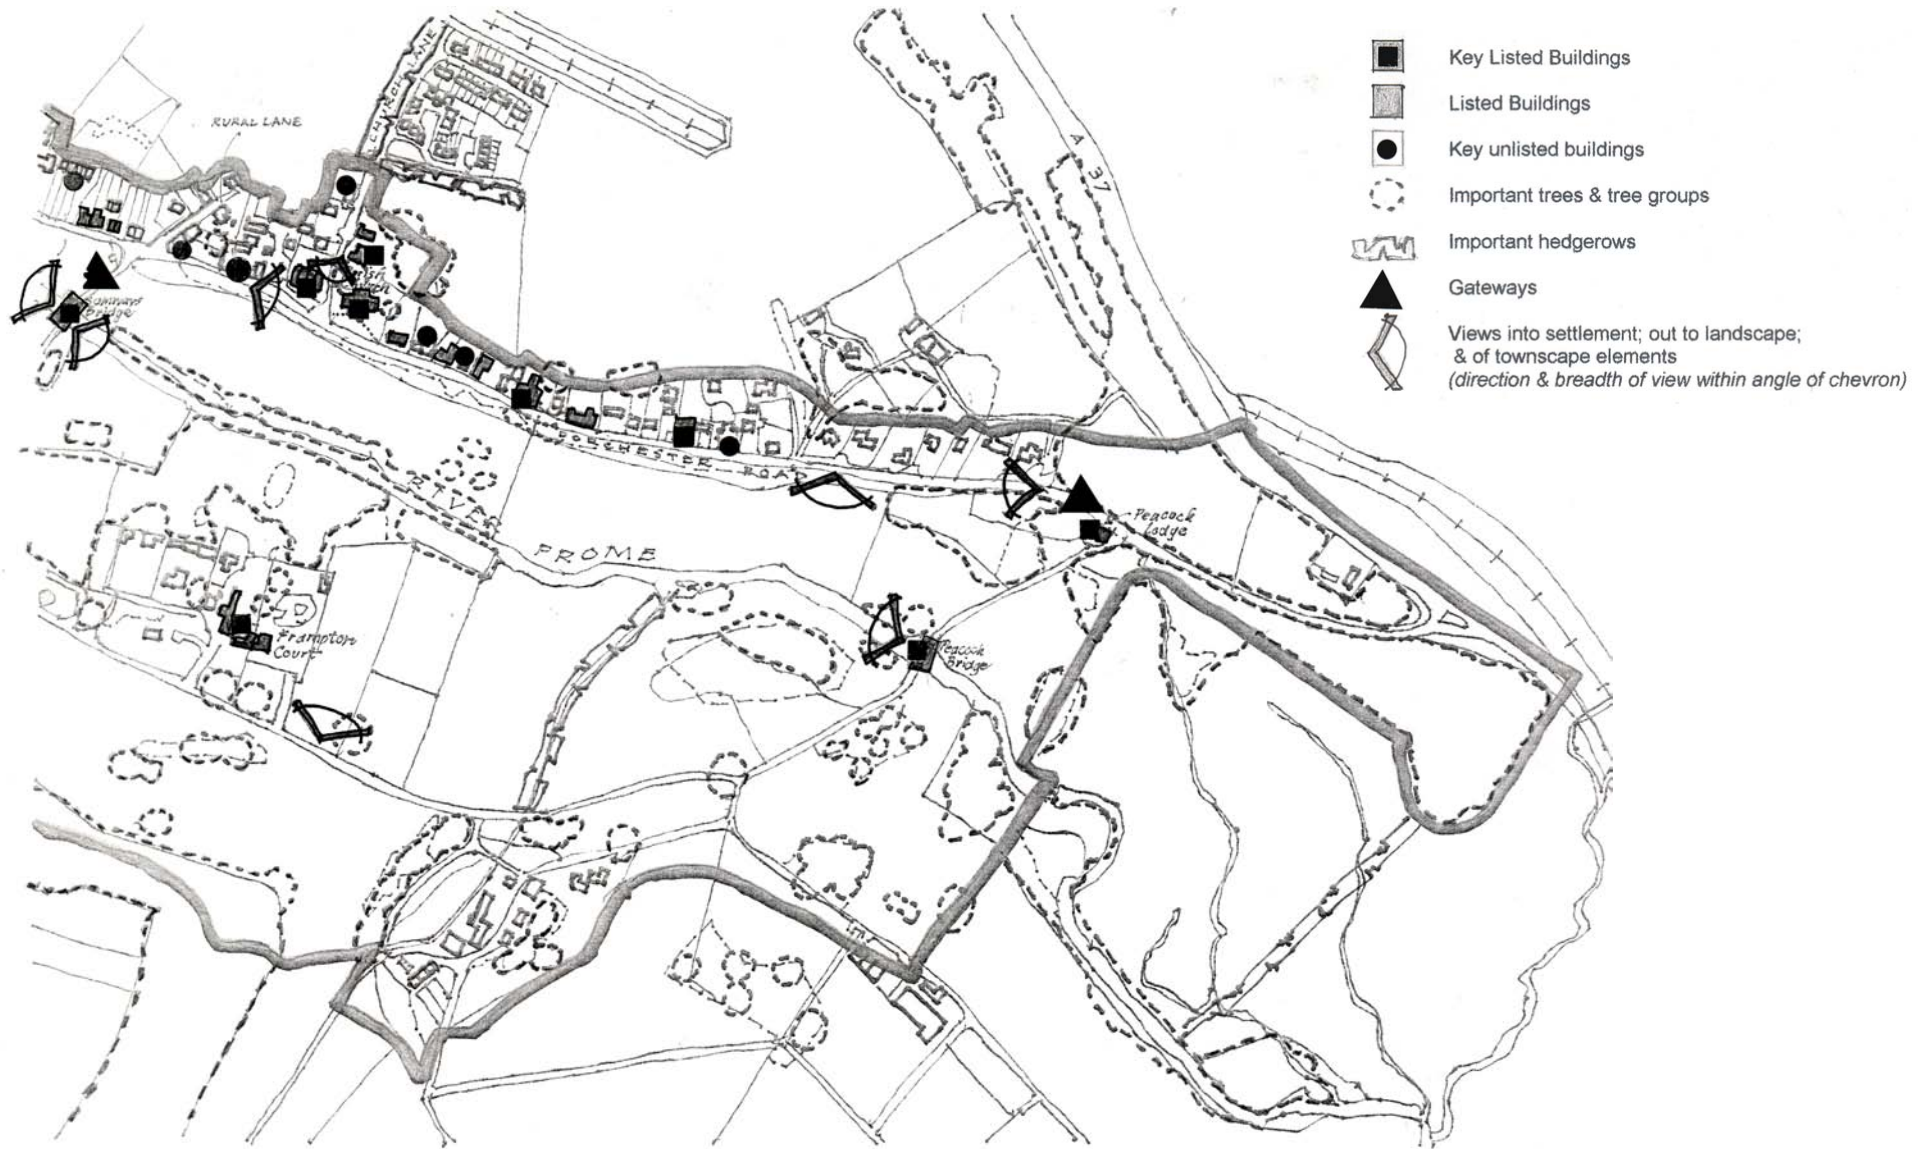 CHURCH LANE
RURAL LANE
A 37
Bridge
DORCHESTER ROAD
RIVER
FROME
Peacock
Lodge
Peacock
Bridge
Frampton
Court
Key Listed Buildings
Listed Buildings
Key unlisted buildings
Important trees & tree groups
Important hedgerows
Gateways
Views into settlement; out to landscape;
& of townscape elements
(direction & breadth of view within angle of chevron)